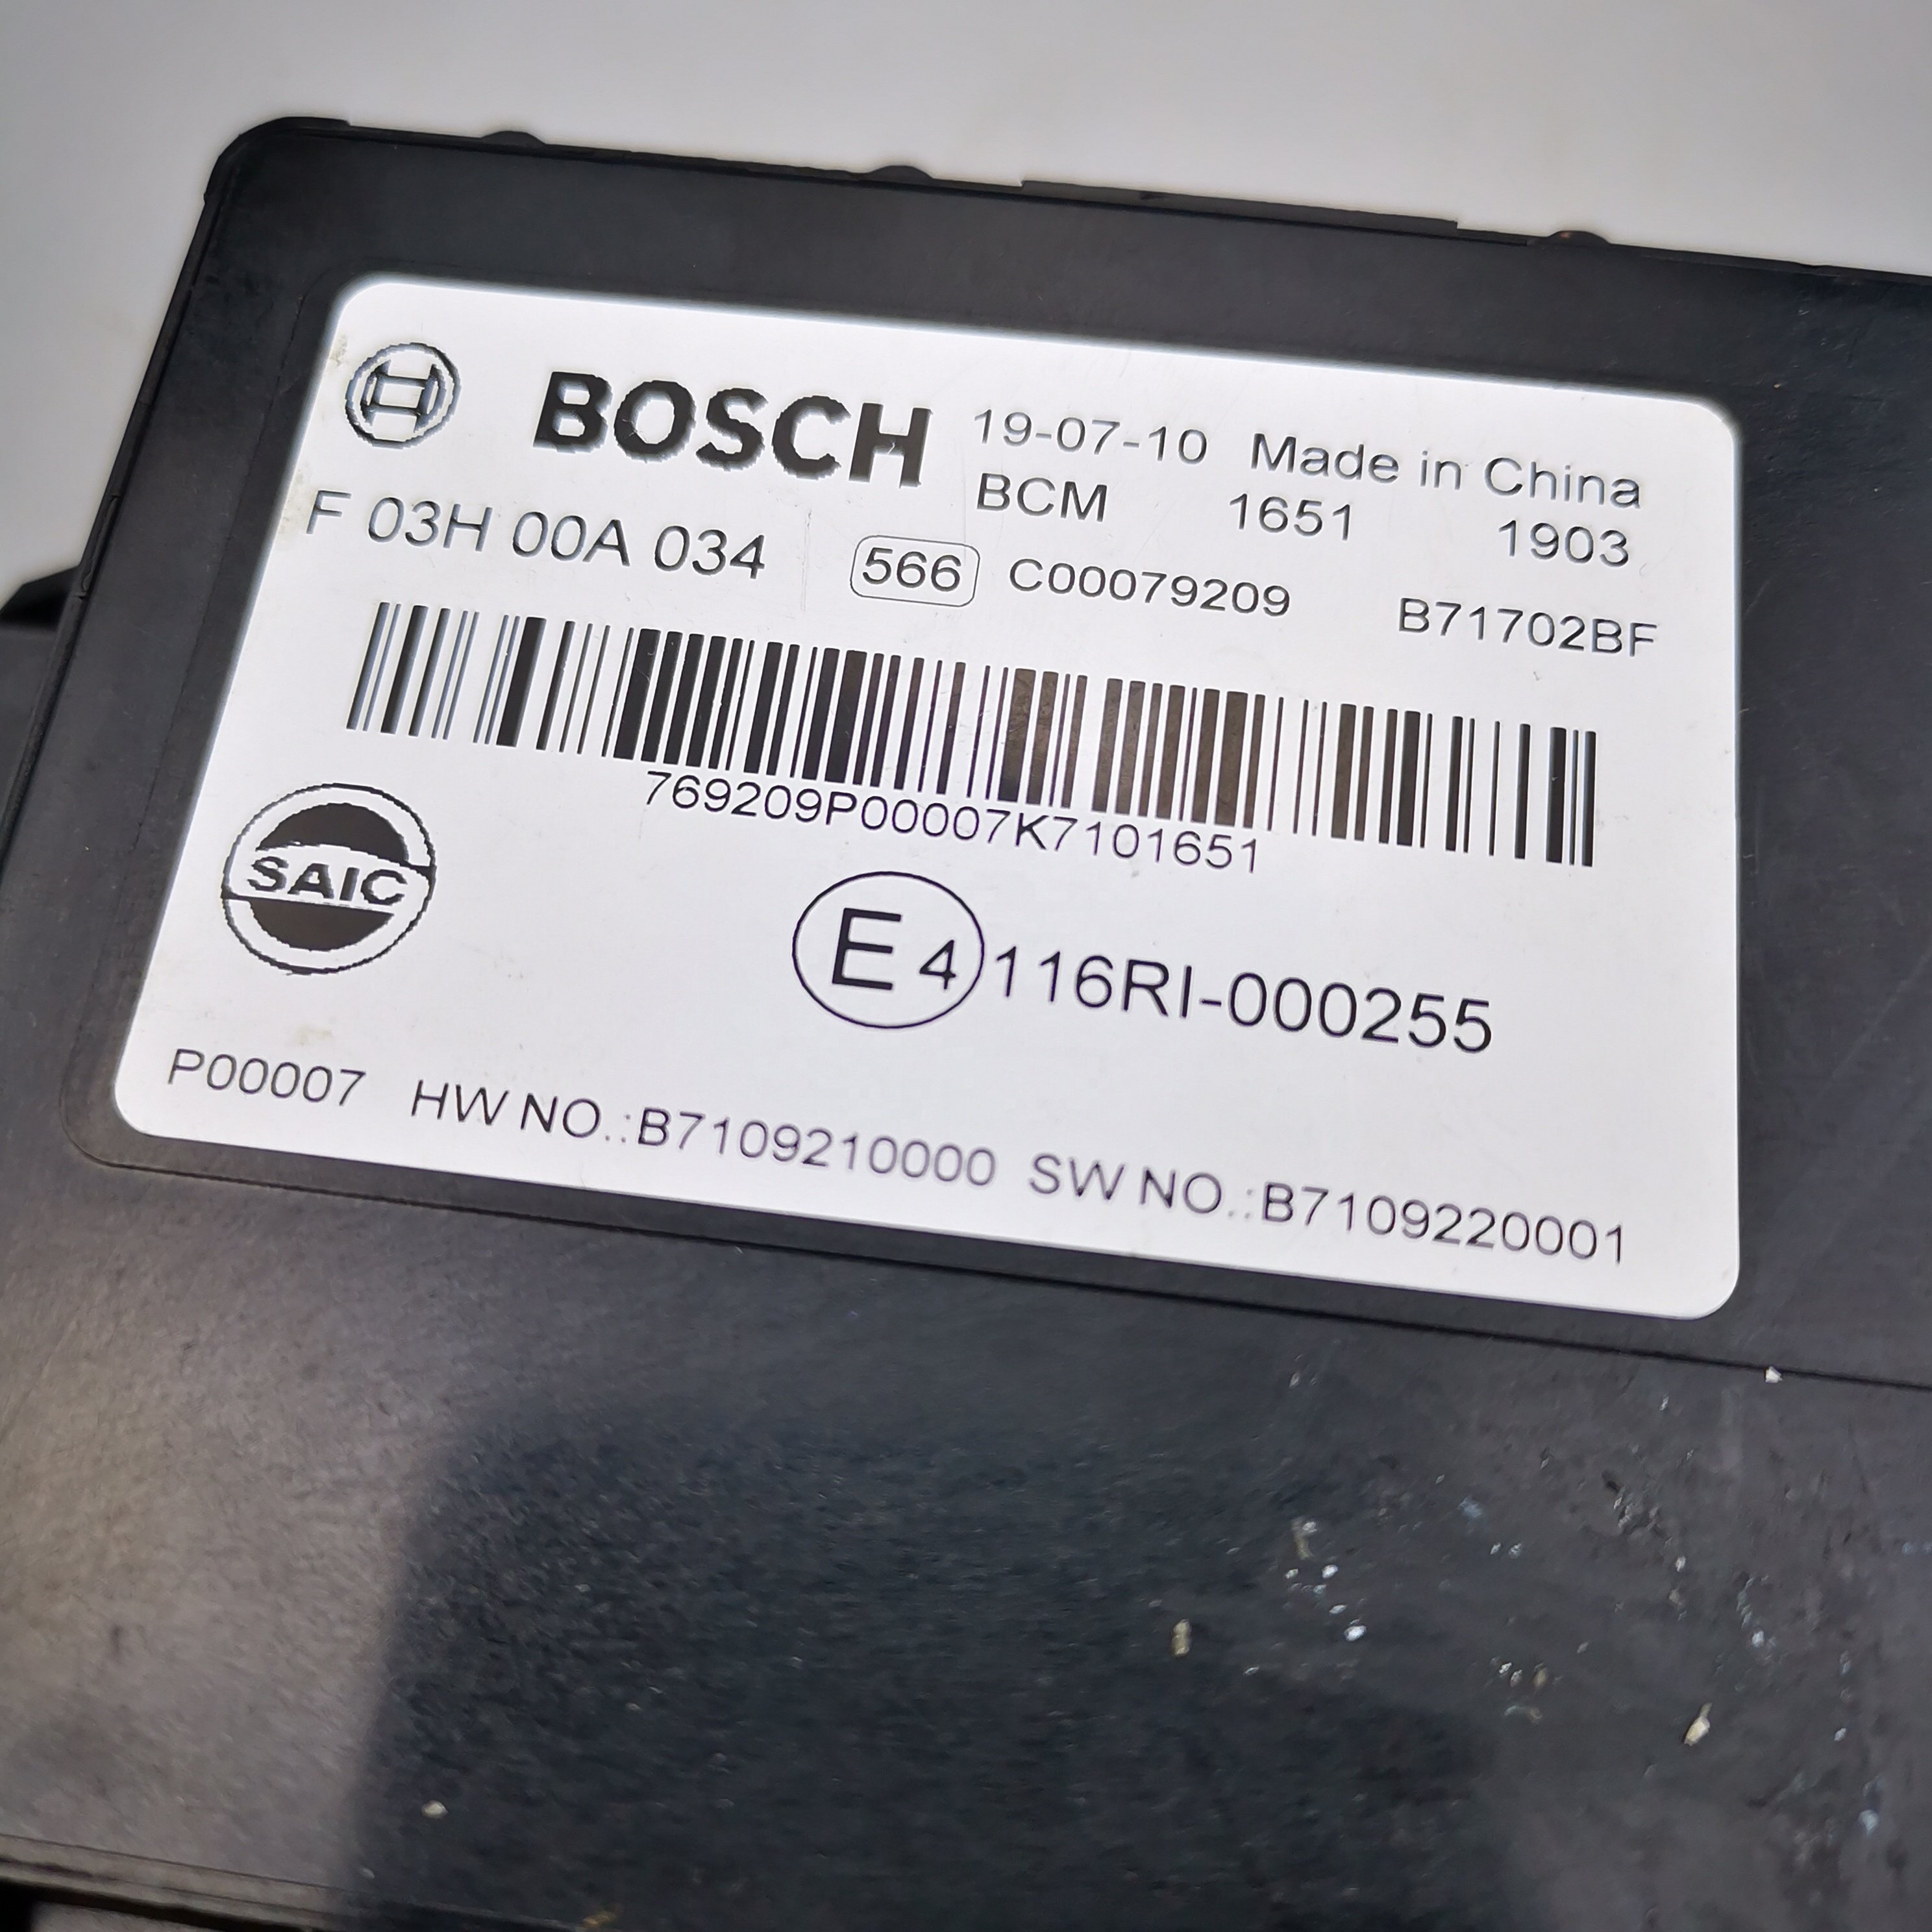 BOSCH 19-07-10 Made in China
BCM 1651 1903
F 03H 00A 034 566 C00079209 B71702BF
769209P00007K7101651
SAIC
E4 116RI-000255
P00007 HW NO.:B7109210000 SW NO.:B7109220001